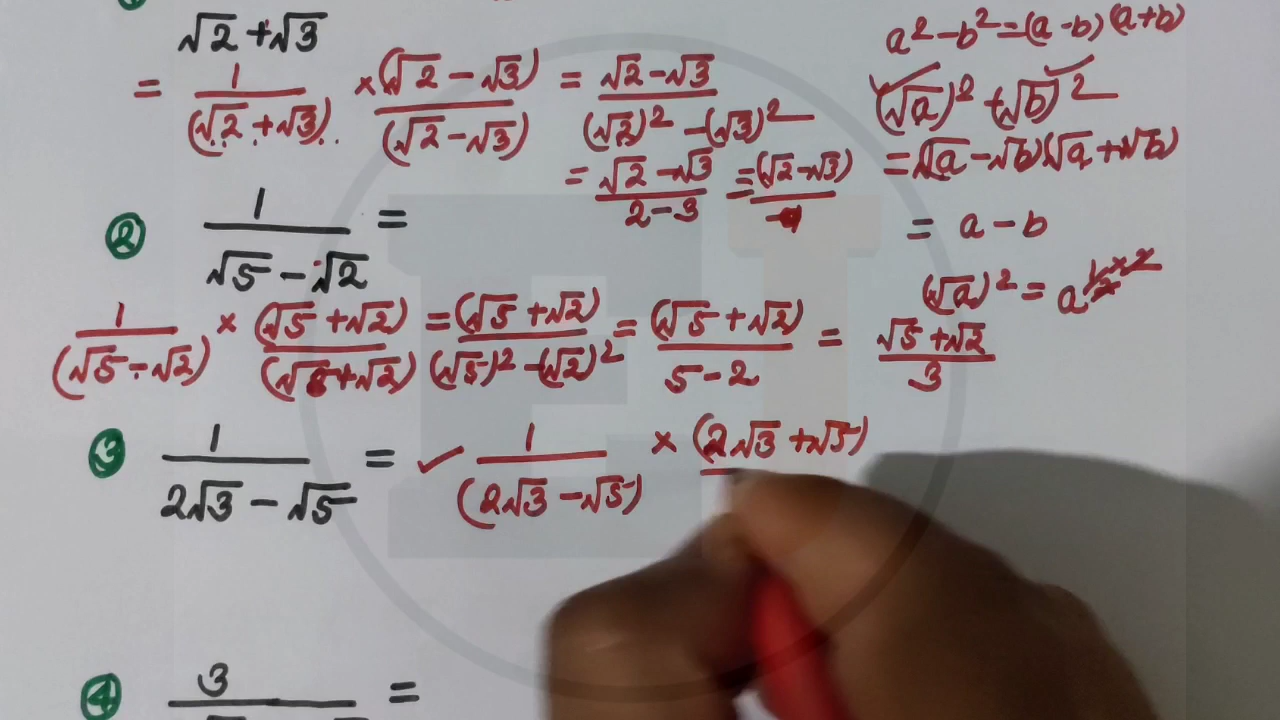 √2 + √3
a² - b² = (a - b) (a + b)
= 1/(√2 + √3) × (√2 - √3)/(√2 - √3) = √2 - √3/(√2)² - (√3)²
(√a)² + (√b)²
= √2 - √3/2 - 3 = (√2 - √3)/-1
= (√a - √b)(√a + √b)
② 1/√5 - √2 =
= a - b
(√a)² = a^(1/2 × 2)
1/(√5 - √2) × (√5 + √2)/(√5 + √2) = (√5 + √2)/(√5)² - (√2)² = (√5 + √2)/5 - 2 = √5 + √2/3
③ 1/2√3 - √5 = ✓ 1/(2√3 - √5) × (2√3 + √5)
④ 3 =